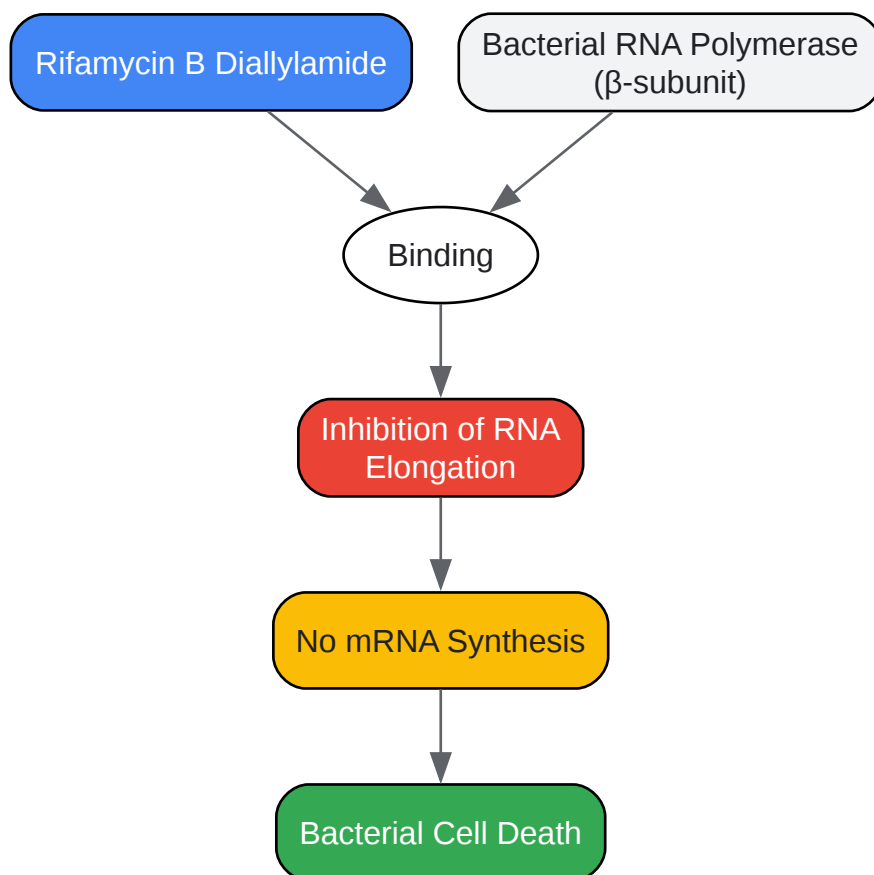 Rifamycin B Diallylamide
Bacterial RNA Polymerase
(β-subunit)
Binding
Inhibition of RNA
Elongation
No mRNA Synthesis
Bacterial Cell Death